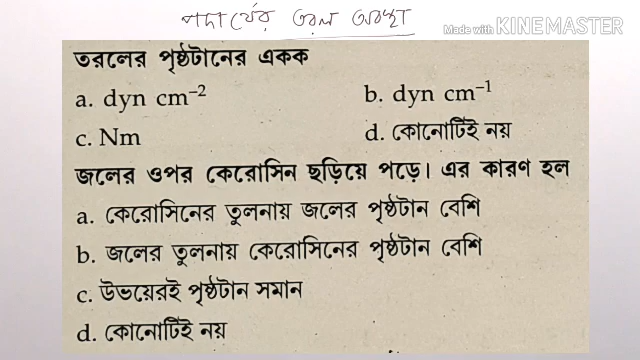 পদার্থের তরল অবস্থা
Made with KINEMASTER
তরলের পৃষ্ঠটানের একক
a. dyn cm⁻² b. dyn cm⁻¹
c. Nm d. কোনোটিই নয়
জলের ওপর কেরোসিন ছড়িয়ে পড়ে। এর কারণ হল
a. কেরোসিনের তুলনায় জলের পৃষ্ঠটান বেশি
b. জলের তুলনায় কেরোসিনের পৃষ্ঠটান বেশি
c. উভয়েরই পৃষ্ঠটান সমান
d. কোনোটিই নয়